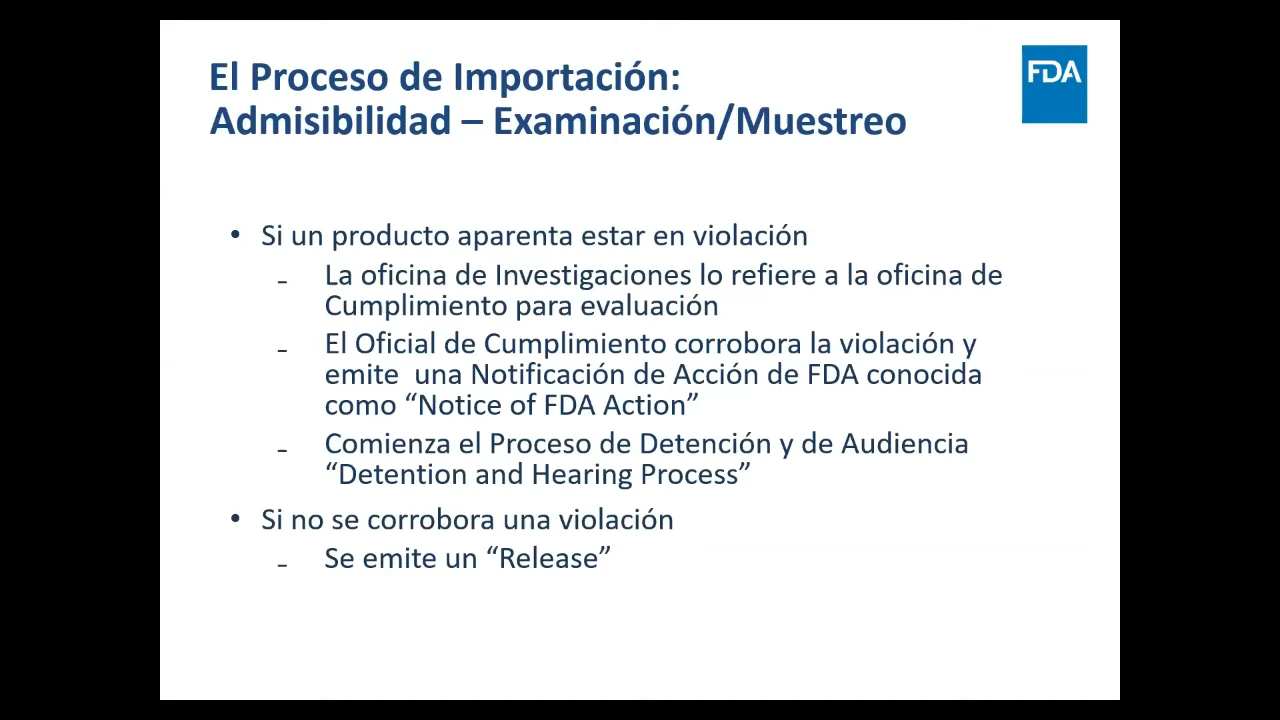 El Proceso de Importación:
Admisibilidad – Examinación/Muestreo
FDA
• Si un producto aparenta estar en violación
– La oficina de Investigaciones lo refiere a la oficina de
Cumplimiento para evaluación
– El Oficial de Cumplimiento corrobora la violación y
emite  una Notificación de Acción de FDA conocida
como “Notice of FDA Action”
– Comienza el Proceso de Detención y de Audiencia
“Detention and Hearing Process”
• Si no se corrobora una violación
– Se emite un “Release”